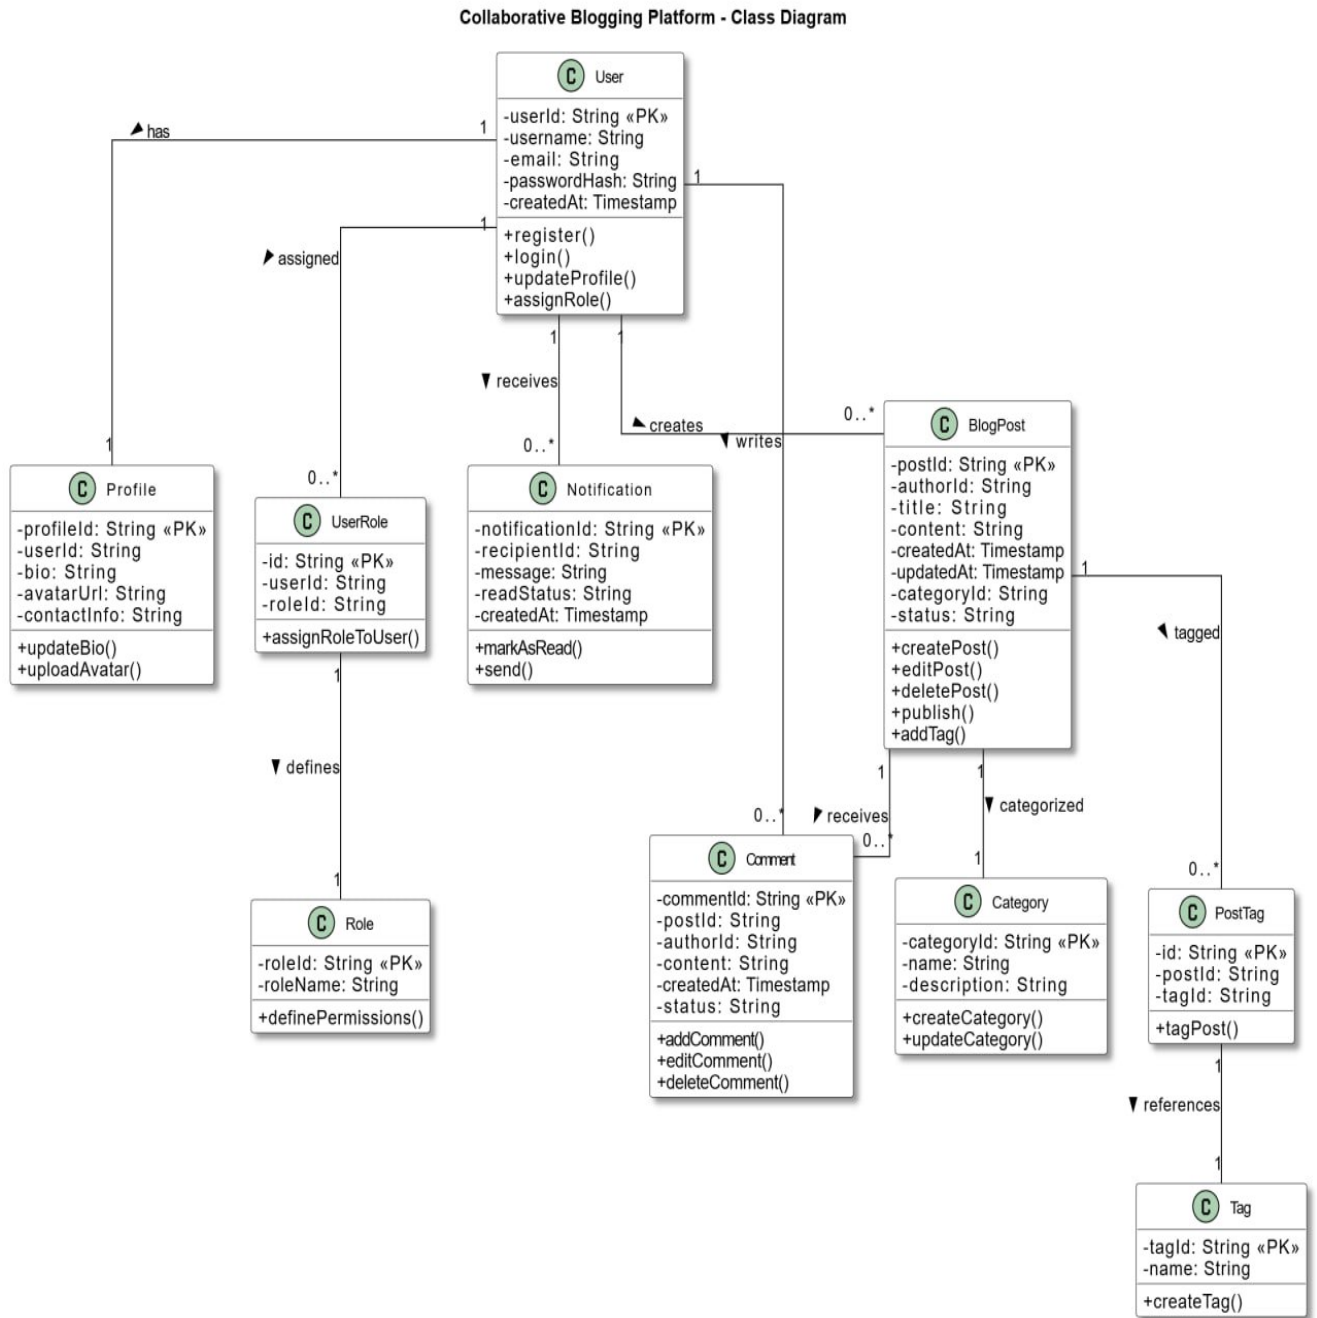 Collaborative Blogging Platform - Class Diagram
C User
-userId: String «PK»
-username: String
-email: String
-passwordHash: String
-createdAt: Timestamp
+register()
+login()
+updateProfile()
+assignRole()
has
1
1
assigned
1
0..*
receives
1
0..*
creates
1
0..*
writes
1
0..*
C Profile
-profileId: String «PK»
-userId: String
-bio: String
-avatarUrl: String
-contactInfo: String
+updateBio()
+uploadAvatar()
C UserRole
-id: String «PK»
-userId: String
-roleId: String
+assignRoleToUser()
C Notification
-notificationId: String «PK»
-recipientId: String
-message: String
-readStatus: String
-createdAt: Timestamp
+markAsRead()
+send()
C BlogPost
-postId: String «PK»
-authorId: String
-title: String
-content: String
-createdAt: Timestamp
-updatedAt: Timestamp
-categoryId: String
-status: String
+createPost()
+editPost()
+deletePost()
+publish()
+addTag()
1
defines
1
1
receives
0..*
1
categorized
1
1
tagged
0..*
C Role
-roleId: String «PK»
-roleName: String
+definePermissions()
C Comment
-commentId: String «PK»
-postId: String
-authorId: String
-content: String
-createdAt: Timestamp
-status: String
+addComment()
+editComment()
+deleteComment()
C Category
-categoryId: String «PK»
-name: String
-description: String
+createCategory()
+updateCategory()
C PostTag
-id: String «PK»
-postId: String
-tagId: String
+tagPost()
1
references
1
C Tag
-tagId: String «PK»
-name: String
+createTag()